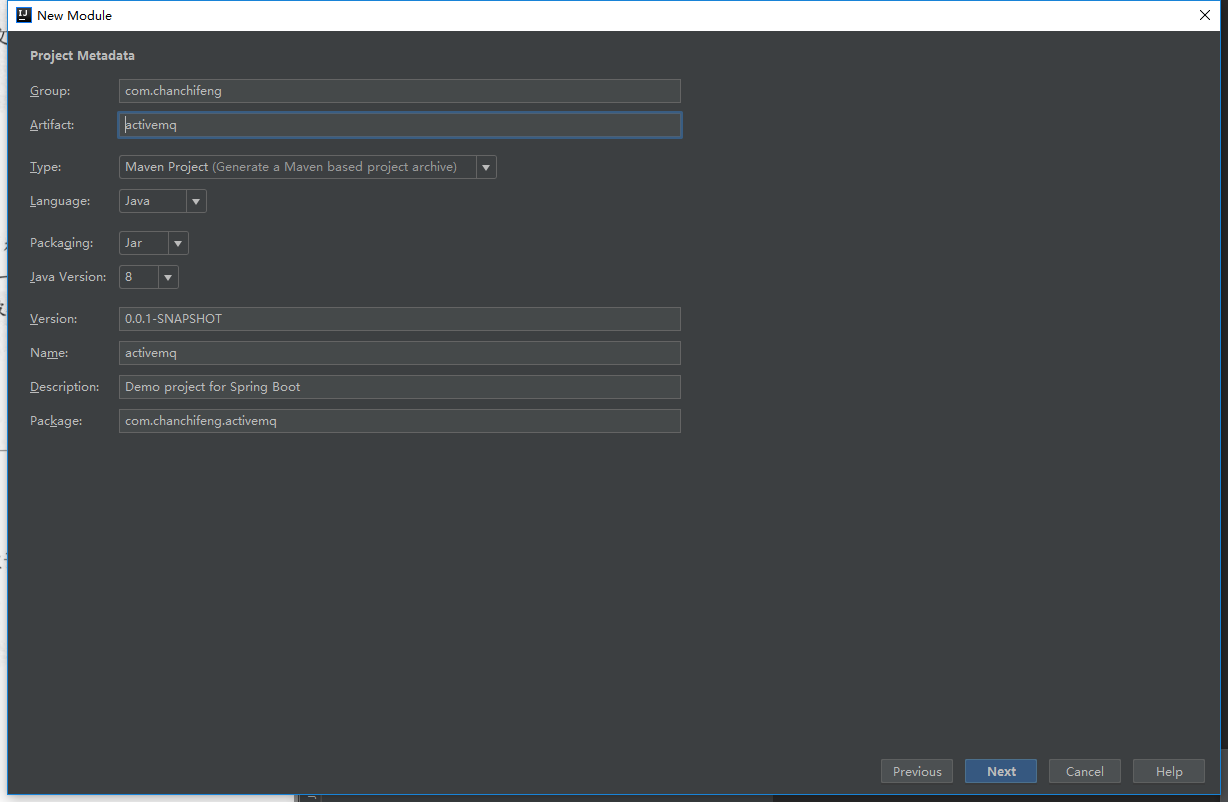 New Module
Project Metadata
Group: com.chanchifeng
Artifact: activemq
Type: Maven Project (Generate a Maven based project archive)
Language: Java
Packaging: Jar
Java Version: 8
Version: 0.0.1-SNAPSHOT
Name: activemq
Description: Demo project for Spring Boot
Package: com.chanchifeng.activemq
Previous Next Cancel Help